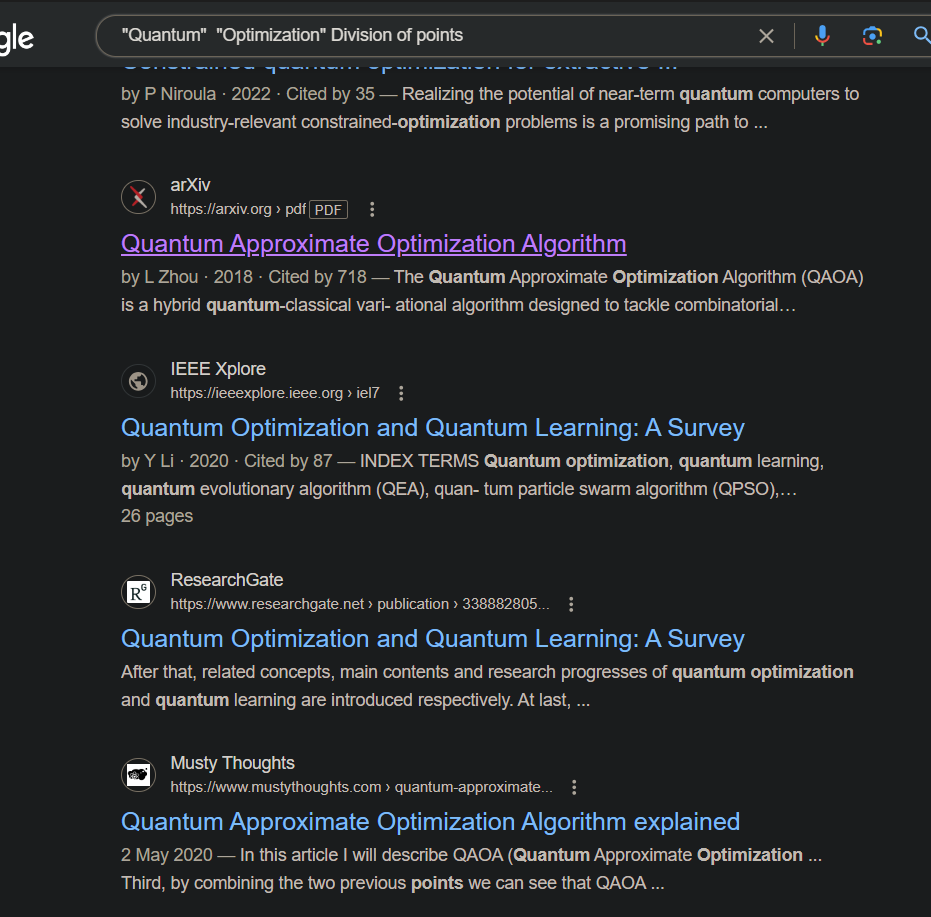 gle
"Quantum" "Optimization" Division of points
Constrained quantum optimization for extractive ...
by P Niroula · 2022 · Cited by 35 — Realizing the potential of near-term quantum computers to
solve industry-relevant constrained-optimization problems is a promising path to ...
arXiv
https://arxiv.org › pdf PDF
Quantum Approximate Optimization Algorithm
by L Zhou · 2018 · Cited by 718 — The Quantum Approximate Optimization Algorithm (QAOA)
is a hybrid quantum-classical vari- ational algorithm designed to tackle combinatorial…
IEEE Xplore
https://ieeexplore.ieee.org › iel7
Quantum Optimization and Quantum Learning: A Survey
by Y Li · 2020 · Cited by 87 — INDEX TERMS Quantum optimization, quantum learning,
quantum evolutionary algorithm (QEA), quan- tum particle swarm algorithm (QPSO),…
26 pages
RG
ResearchGate
https://www.researchgate.net › publication › 338882805...
Quantum Optimization and Quantum Learning: A Survey
After that, related concepts, main contents and research progresses of quantum optimization
and quantum learning are introduced respectively. At last, ...
Musty Thoughts
https://www.mustythoughts.com › quantum-approximate...
Quantum Approximate Optimization Algorithm explained
2 May 2020 — In this article I will describe QAOA (Quantum Approximate Optimization ...
Third, by combining the two previous points we can see that QAOA ...